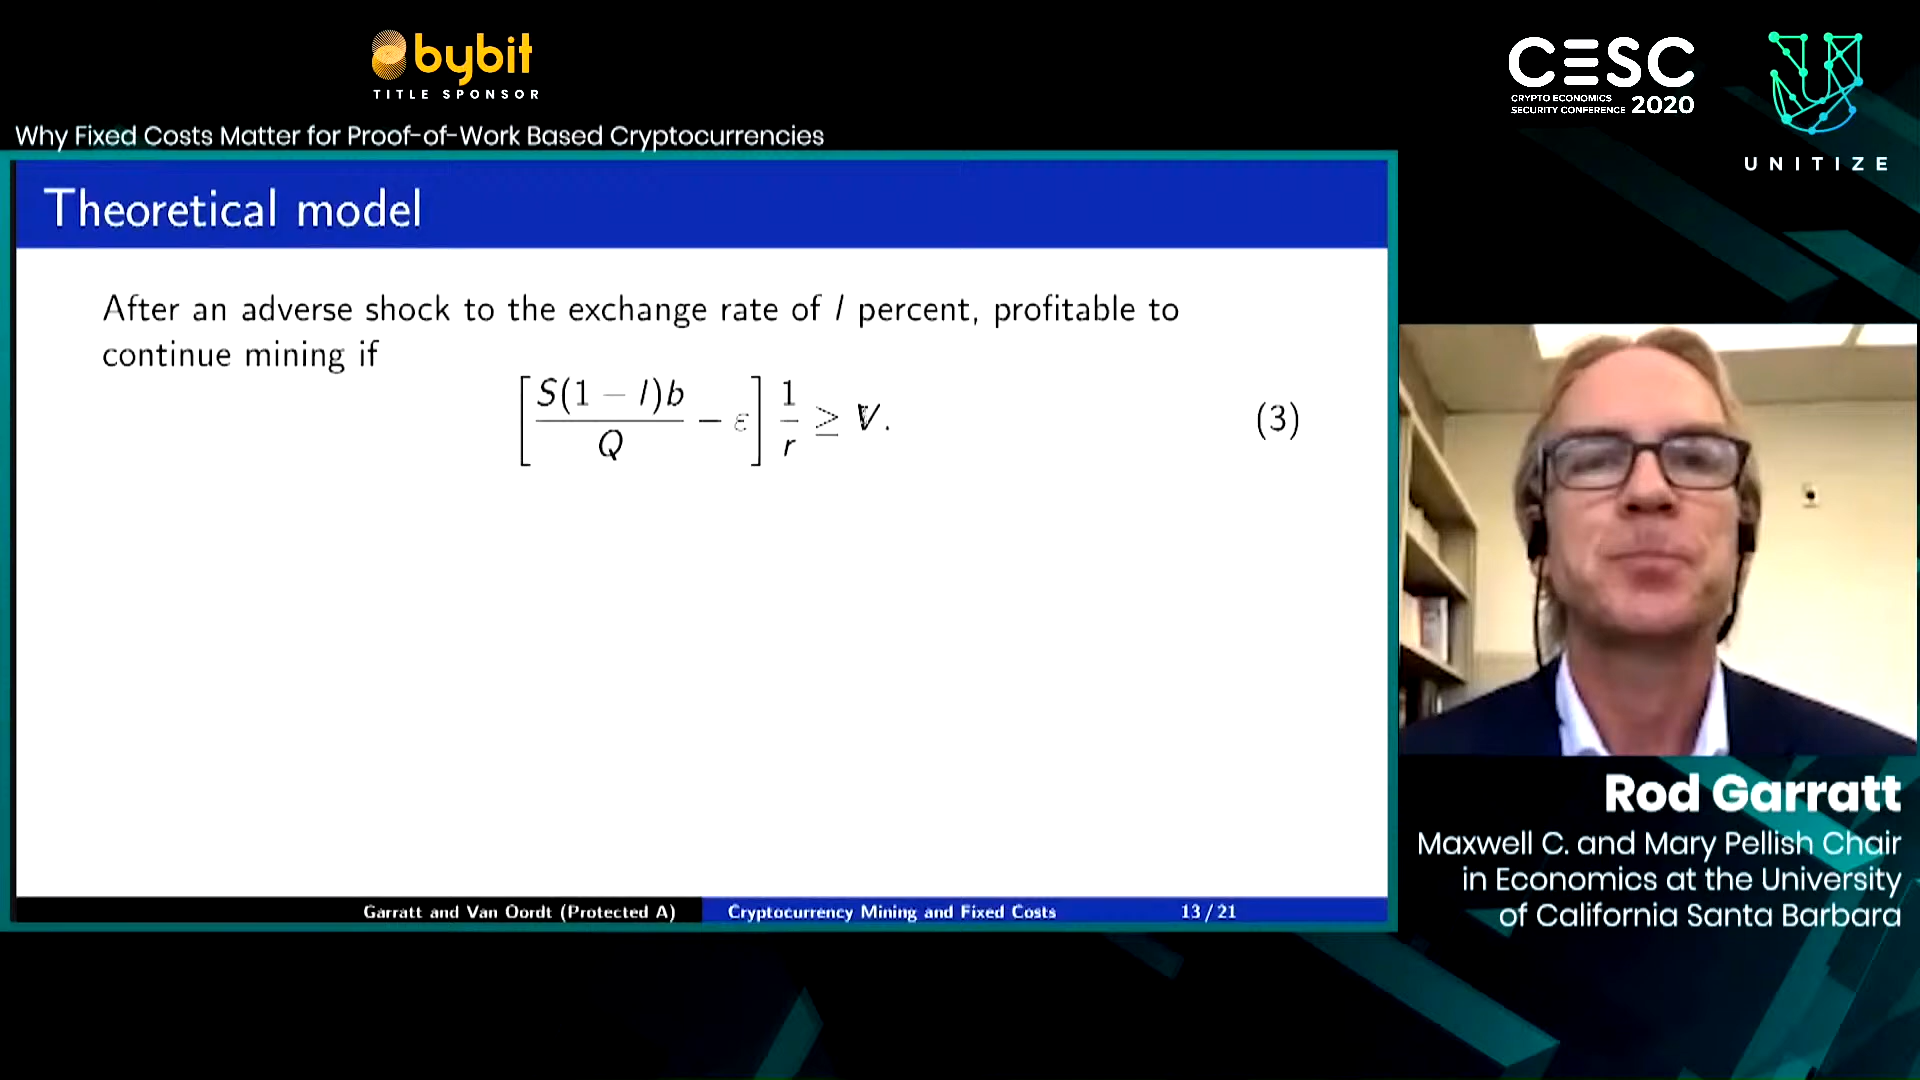 bybit
TITLE SPONSOR
CESC
CRYPTO ECONOMICS
SECURITY CONFERENCE 2020
UNITIZE
Why Fixed Costs Matter for Proof-of-Work Based Cryptocurrencies
Theoretical model
After an adverse shock to the exchange rate of l percent, profitable to
continue mining if
[S(1 − l)b / Q − ε] 1/r ≥ V. (3)
Garratt and Van Oordt (Protected A) Cryptocurrency Mining and Fixed Costs 13 / 21
Rod Garratt
Maxwell C. and Mary Pellish Chair
in Economics at the University
of California Santa Barbara